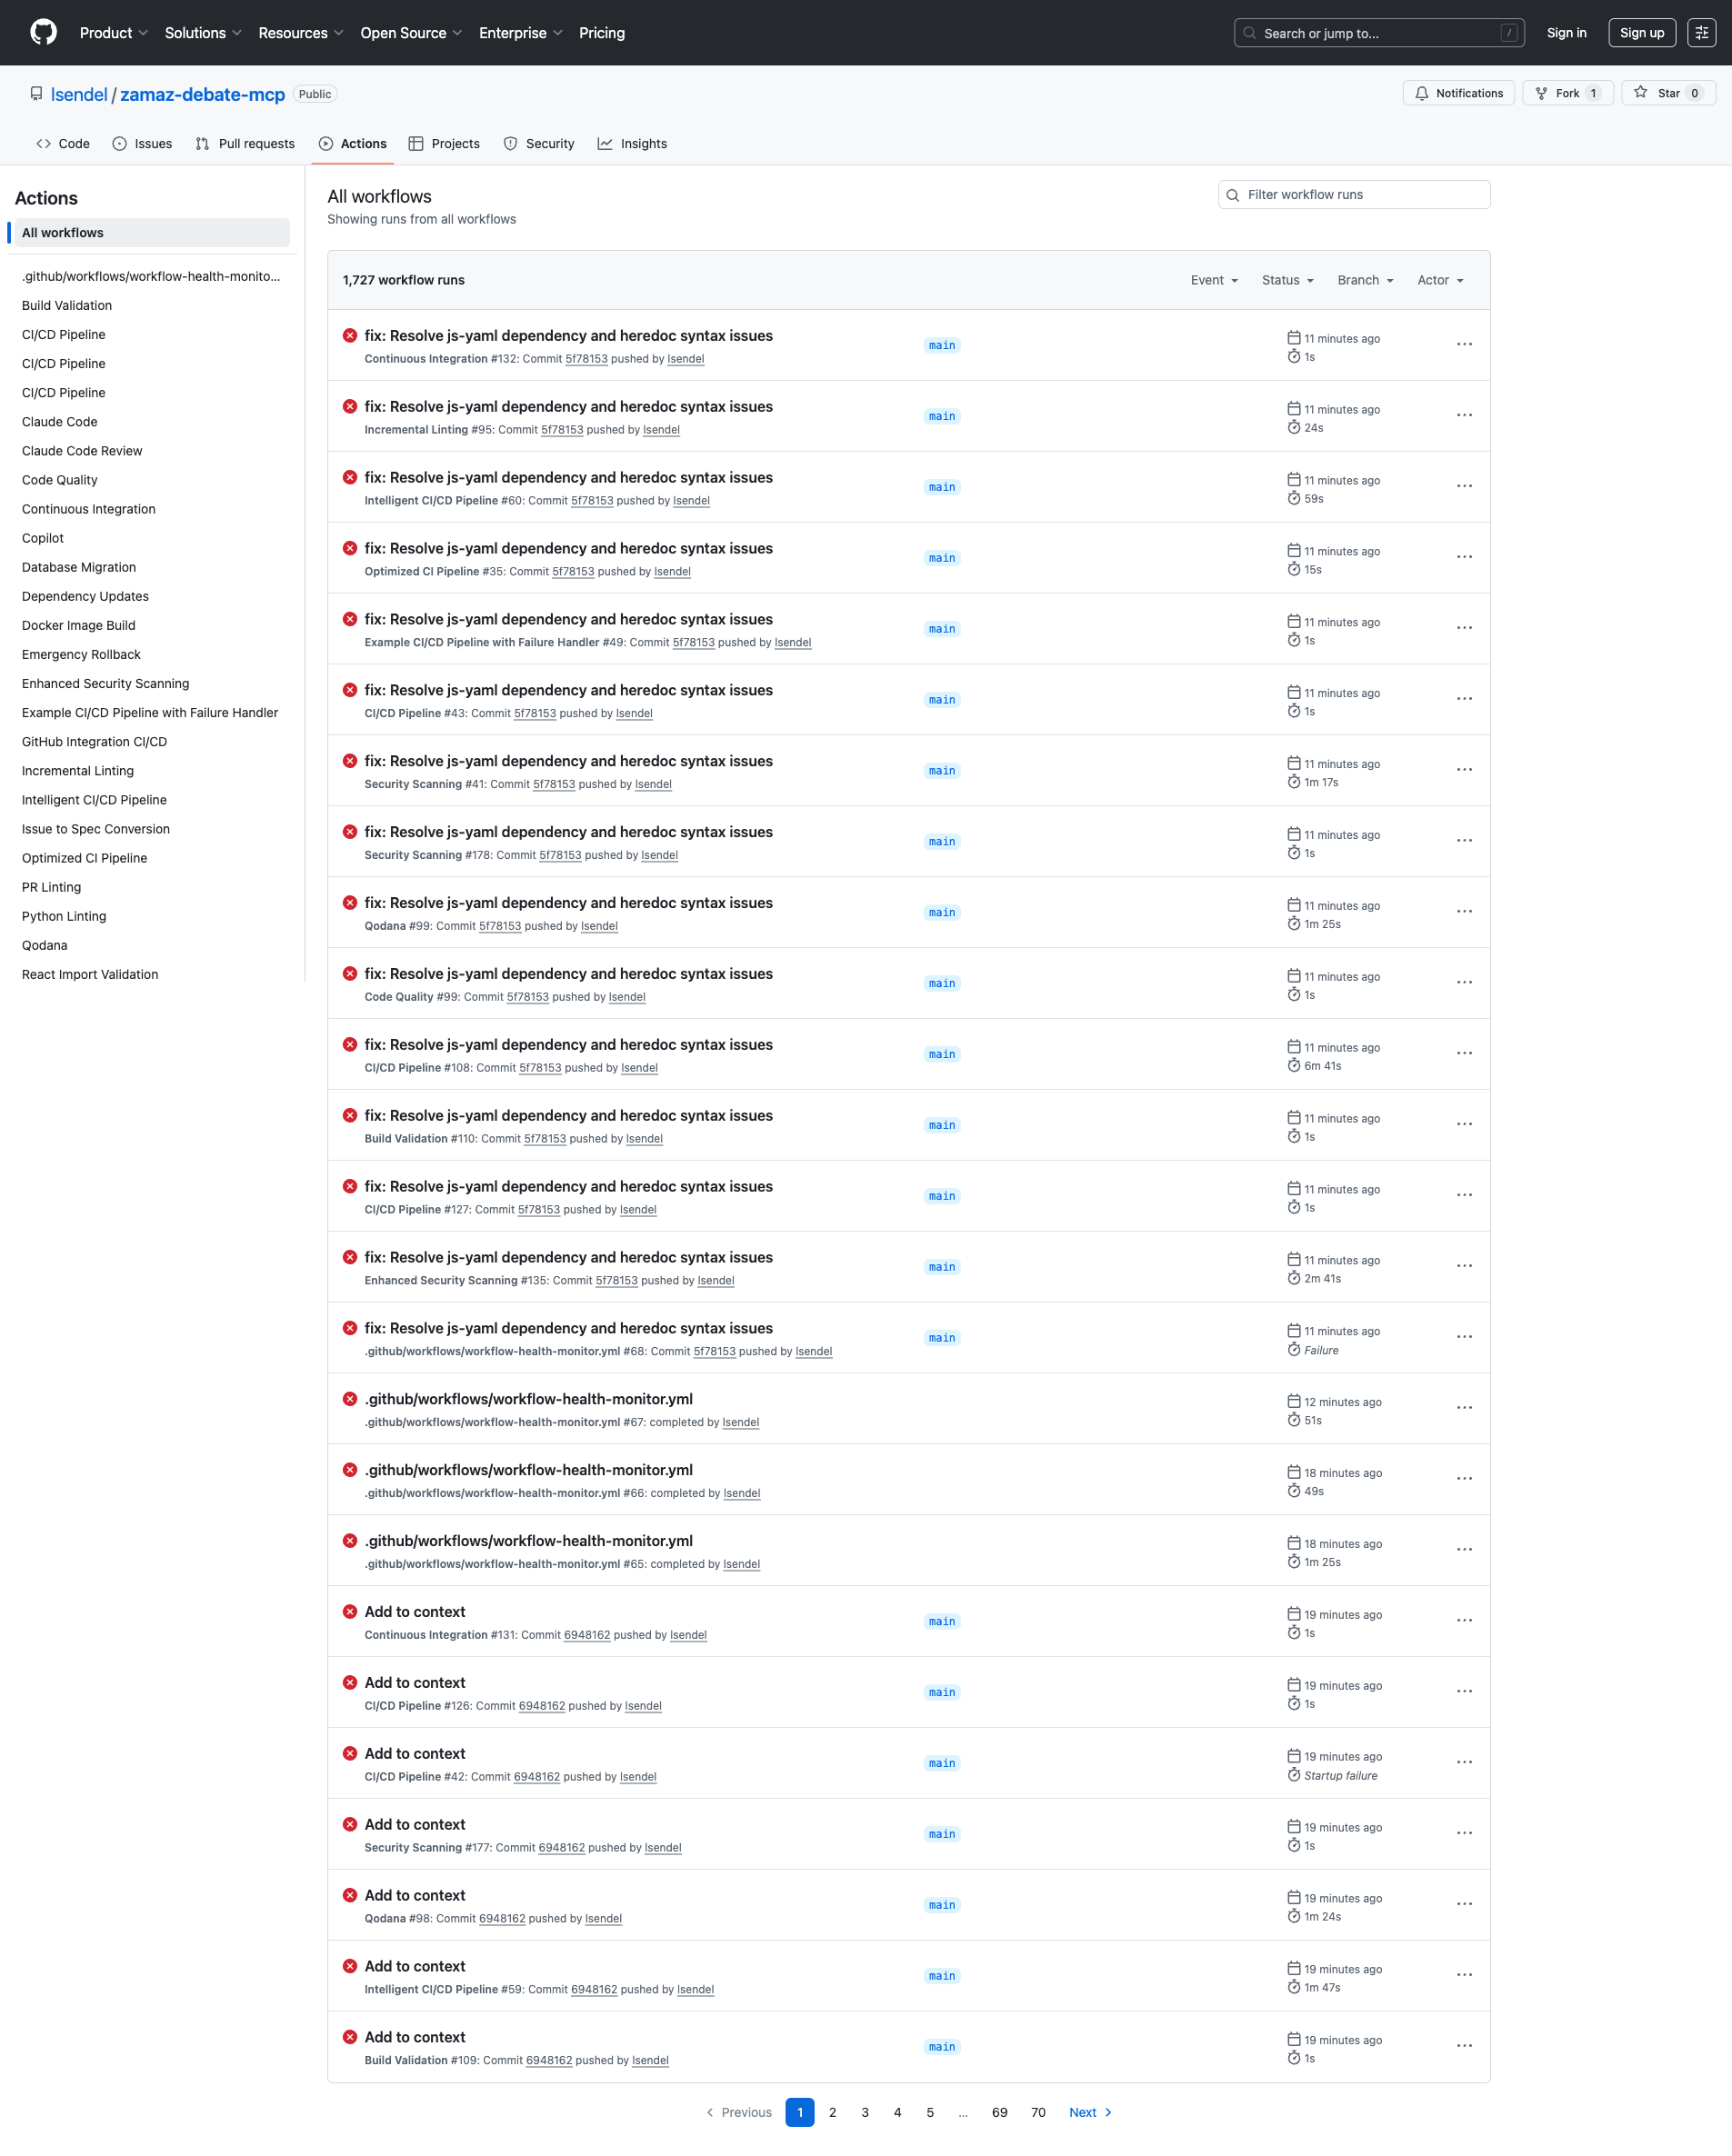 Product
Solutions
Resources
Open Source
Enterprise
Pricing
Search or jump to...
/
Sign in
Sign up
lsendel / zamaz-debate-mcp
Public
Notifications
Fork 1
Star 0
Code
Issues
Pull requests
Actions
Projects
Security
Insights
Actions
All workflows
.github/workflows/workflow-health-monito...
Build Validation
CI/CD Pipeline
CI/CD Pipeline
CI/CD Pipeline
Claude Code
Claude Code Review
Code Quality
Continuous Integration
Copilot
Database Migration
Dependency Updates
Docker Image Build
Emergency Rollback
Enhanced Security Scanning
Example CI/CD Pipeline with Failure Handler
GitHub Integration CI/CD
Incremental Linting
Intelligent CI/CD Pipeline
Issue to Spec Conversion
Optimized CI Pipeline
PR Linting
Python Linting
Qodana
React Import Validation
All workflows
Showing runs from all workflows
Filter workflow runs
1,727 workflow runs
Event
Status
Branch
Actor
fix: Resolve js-yaml dependency and heredoc syntax issues
Continuous Integration #132: Commit 5f78153 pushed by lsendel
main
11 minutes ago
1s
fix: Resolve js-yaml dependency and heredoc syntax issues
Incremental Linting #95: Commit 5f78153 pushed by lsendel
main
11 minutes ago
24s
fix: Resolve js-yaml dependency and heredoc syntax issues
Intelligent CI/CD Pipeline #60: Commit 5f78153 pushed by lsendel
main
11 minutes ago
59s
fix: Resolve js-yaml dependency and heredoc syntax issues
Optimized CI Pipeline #35: Commit 5f78153 pushed by lsendel
main
11 minutes ago
15s
fix: Resolve js-yaml dependency and heredoc syntax issues
Example CI/CD Pipeline with Failure Handler #49: Commit 5f78153 pushed by lsendel
main
11 minutes ago
1s
fix: Resolve js-yaml dependency and heredoc syntax issues
CI/CD Pipeline #43: Commit 5f78153 pushed by lsendel
main
11 minutes ago
1s
fix: Resolve js-yaml dependency and heredoc syntax issues
Security Scanning #41: Commit 5f78153 pushed by lsendel
main
11 minutes ago
1m 17s
fix: Resolve js-yaml dependency and heredoc syntax issues
Security Scanning #178: Commit 5f78153 pushed by lsendel
main
11 minutes ago
1s
fix: Resolve js-yaml dependency and heredoc syntax issues
Qodana #99: Commit 5f78153 pushed by lsendel
main
11 minutes ago
1m 25s
fix: Resolve js-yaml dependency and heredoc syntax issues
Code Quality #99: Commit 5f78153 pushed by lsendel
main
11 minutes ago
1s
fix: Resolve js-yaml dependency and heredoc syntax issues
CI/CD Pipeline #108: Commit 5f78153 pushed by lsendel
main
11 minutes ago
6m 41s
fix: Resolve js-yaml dependency and heredoc syntax issues
Build Validation #110: Commit 5f78153 pushed by lsendel
main
11 minutes ago
1s
fix: Resolve js-yaml dependency and heredoc syntax issues
CI/CD Pipeline #127: Commit 5f78153 pushed by lsendel
main
11 minutes ago
1s
fix: Resolve js-yaml dependency and heredoc syntax issues
Enhanced Security Scanning #135: Commit 5f78153 pushed by lsendel
main
11 minutes ago
2m 41s
fix: Resolve js-yaml dependency and heredoc syntax issues
.github/workflows/workflow-health-monitor.yml #68: Commit 5f78153 pushed by lsendel
main
11 minutes ago
Failure
.github/workflows/workflow-health-monitor.yml
.github/workflows/workflow-health-monitor.yml #67: completed by lsendel
12 minutes ago
51s
.github/workflows/workflow-health-monitor.yml
.github/workflows/workflow-health-monitor.yml #66: completed by lsendel
18 minutes ago
49s
.github/workflows/workflow-health-monitor.yml
.github/workflows/workflow-health-monitor.yml #65: completed by lsendel
18 minutes ago
1m 25s
Add to context
Continuous Integration #131: Commit 6948162 pushed by lsendel
main
19 minutes ago
1s
Add to context
CI/CD Pipeline #126: Commit 6948162 pushed by lsendel
main
19 minutes ago
1s
Add to context
CI/CD Pipeline #42: Commit 6948162 pushed by lsendel
main
19 minutes ago
Startup failure
Add to context
Security Scanning #177: Commit 6948162 pushed by lsendel
main
19 minutes ago
1s
Add to context
Qodana #98: Commit 6948162 pushed by lsendel
main
19 minutes ago
1m 24s
Add to context
Intelligent CI/CD Pipeline #59: Commit 6948162 pushed by lsendel
main
19 minutes ago
1m 47s
Add to context
Build Validation #109: Commit 6948162 pushed by lsendel
main
19 minutes ago
1s
Previous 1 2 3 4 5 … 69 70 Next